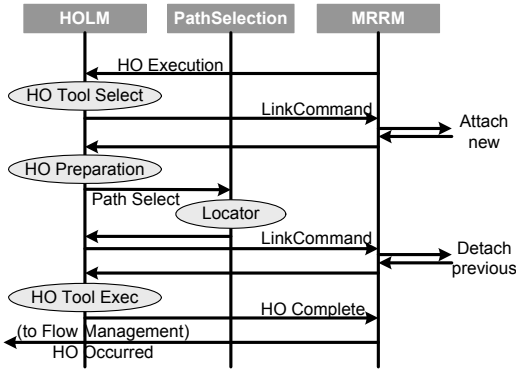 HOLM PathSelection MRRM
HO Execution
HO Tool Select
LinkCommand
Attach
new
HO Preparation
Path Select
Locator
LinkCommand
Detach
previous
HO Tool Exec
HO Complete
(to Flow Management)
HO Occurred